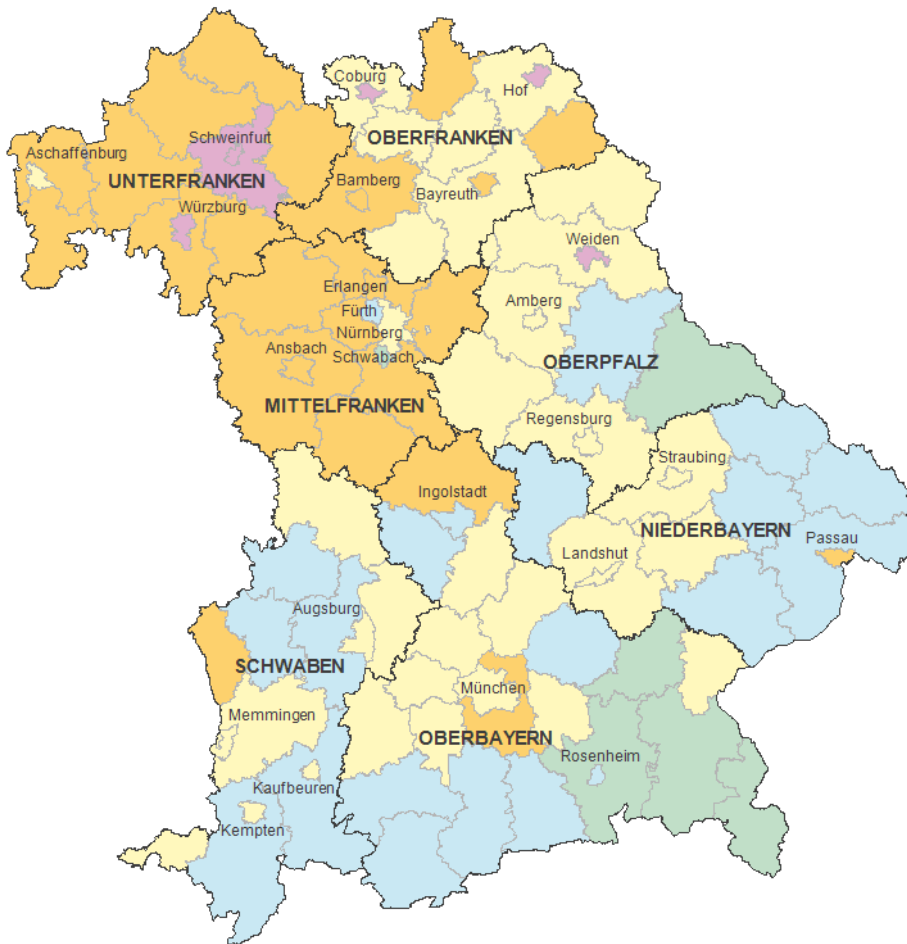 Coburg
Hof
OBERFRANKEN
Schweinfurt
Aschaffenburg
UNTERFRANKEN
Bamberg
Bayreuth
Würzburg
Weiden
Erlangen
Amberg
Fürth
Nürnberg
Ansbach
Schwabach
OBERPFALZ
MITTELFRANKEN
Regensburg
Straubing
Ingolstadt
NIEDERBAYERN
Passau
Landshut
Augsburg
SCHWABEN
München
Memmingen
OBERBAYERN
Rosenheim
Kaufbeuren
Kempten